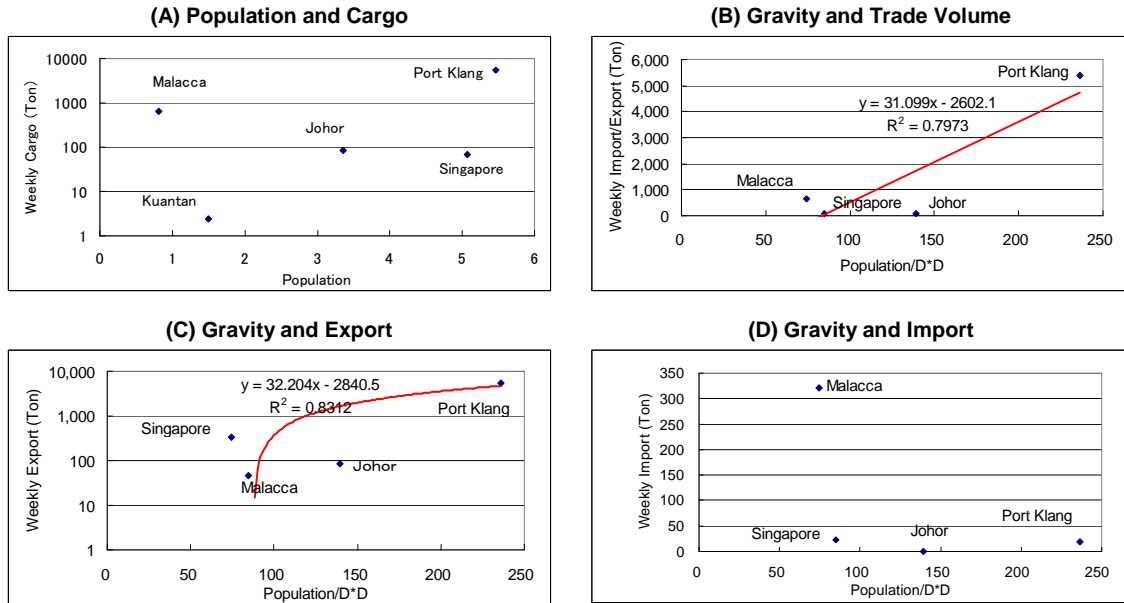 (A) Population and Cargo
Weekly Cargo (Ton)
10000
1000
100
10
1
Malacca
Port Klang
Johor
Singapore
Kuantan
0 1 2 3 4 5 6
Population
(B) Gravity and Trade Volume
Weekly Import/Export (Ton)
6,000
5,000
4,000
3,000
2,000
1,000
0
Port Klang
y = 31.099x - 2602.1
R² = 0.7973
Malacca
Singapore
Johor
0 50 100 150 200 250
Population/D*D
(C) Gravity and Export
Weekly Export (Ton)
10,000
1,000
100
10
1
y = 32.204x - 2840.5
R² = 0.8312
Port Klang
Singapore
Johor
Malacca
0 50 100 150 200 250
Population/D*D
(D) Gravity and Import
Weekly Import (Ton)
350
300
250
200
150
100
50
0
Malacca
Port Klang
Singapore
Johor
0 50 100 150 200 250
Population/D*D